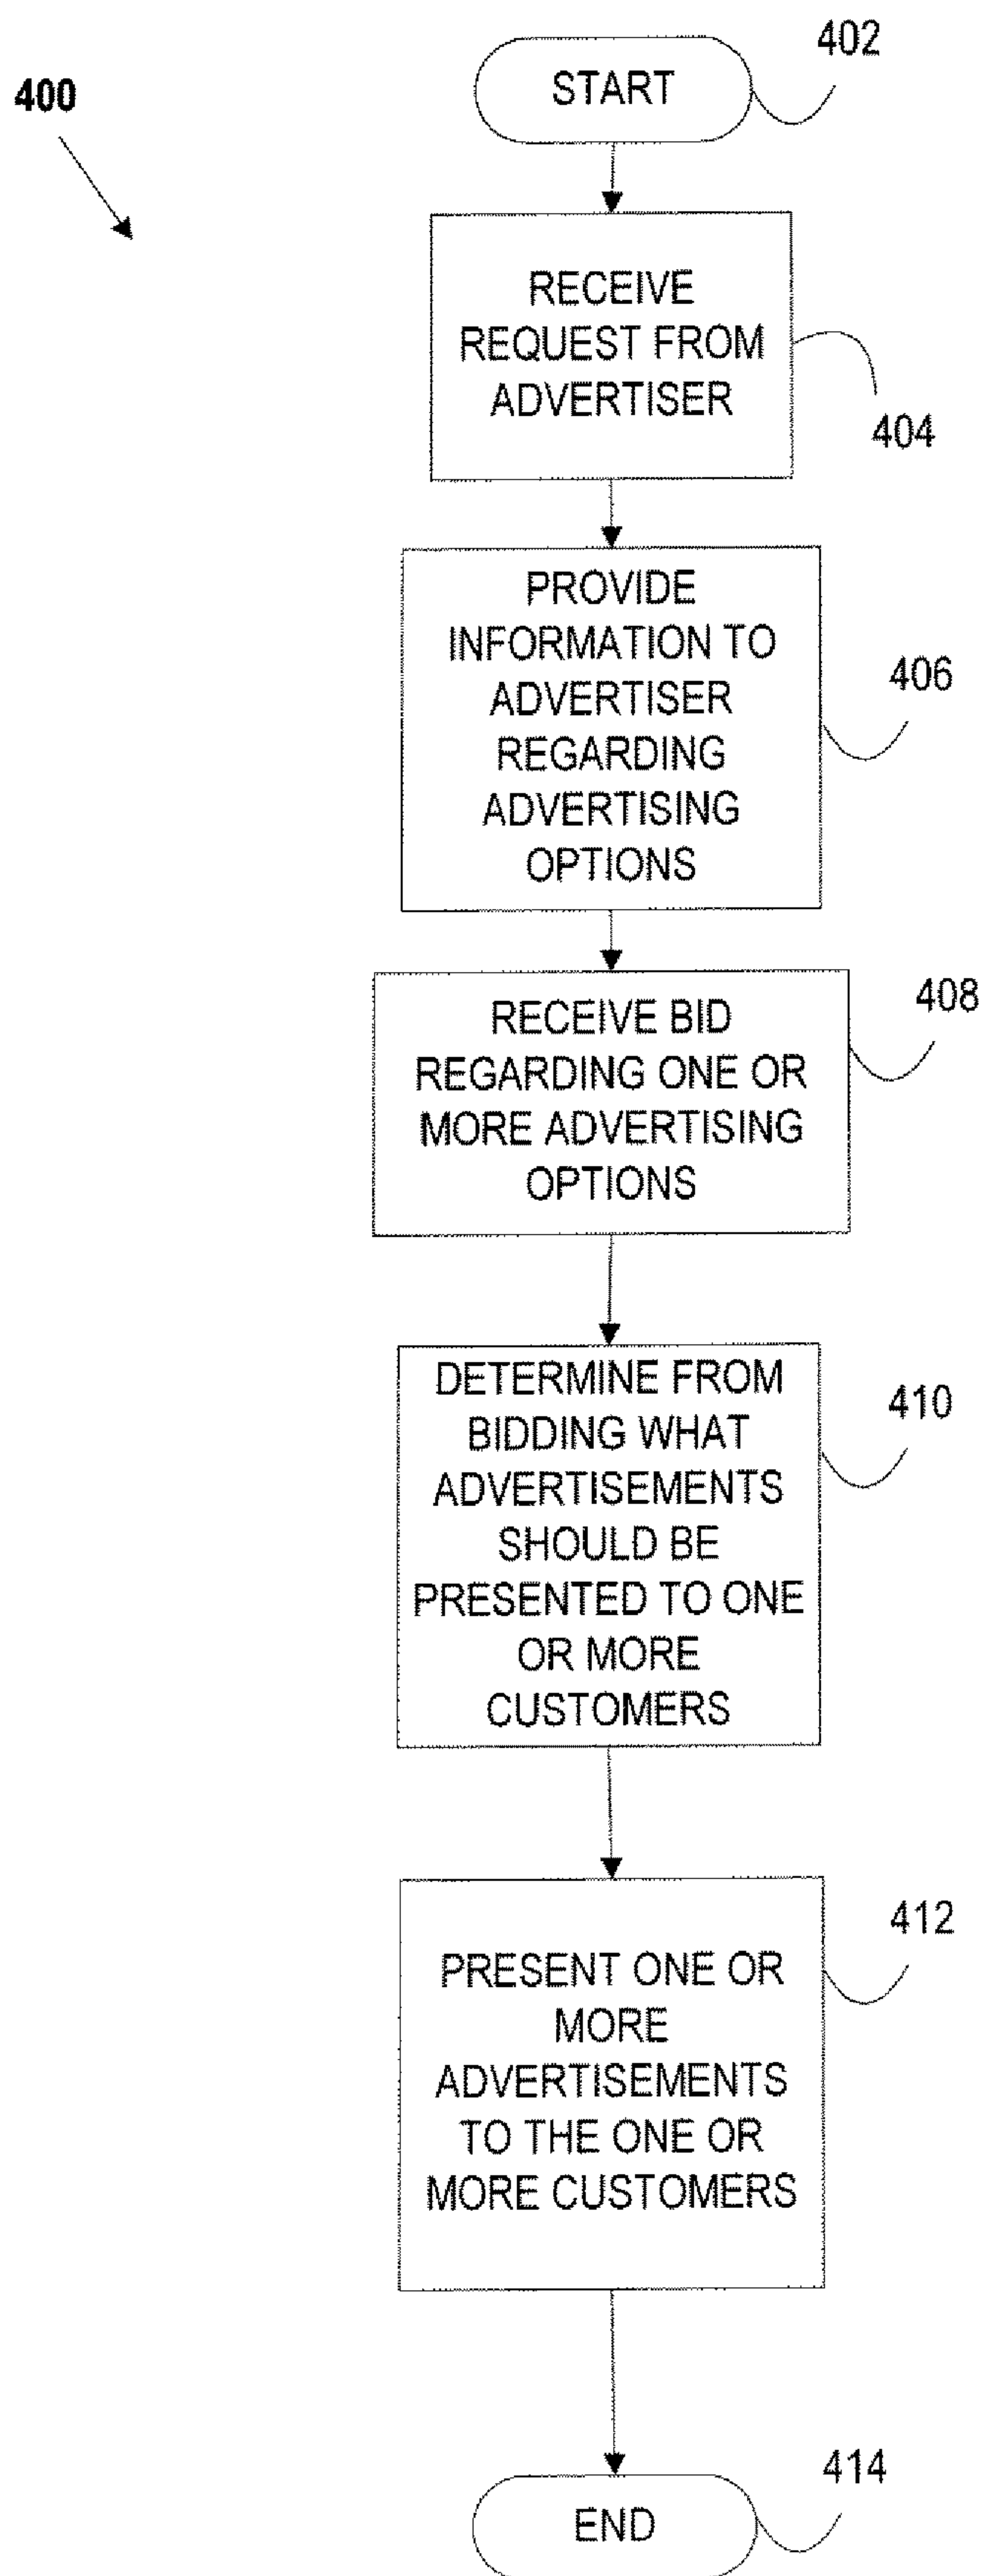 402
START
400
RECEIVE
REQUEST FROM
ADVERTISER
404
PROVIDE
INFORMATION TO
ADVERTISER
REGARDING
ADVERTISING
OPTIONS
406
RECEIVE BID
REGARDING ONE OR
MORE ADVERTISING
OPTIONS
408
DETERMINE FROM
BIDDING WHAT
ADVERTISEMENTS
SHOULD BE
PRESENTED TO ONE
OR MORE
CUSTOMERS
410
PRESENT ONE OR
MORE
ADVERTISEMENTS
TO THE ONE OR
MORE CUSTOMERS
412
END
414